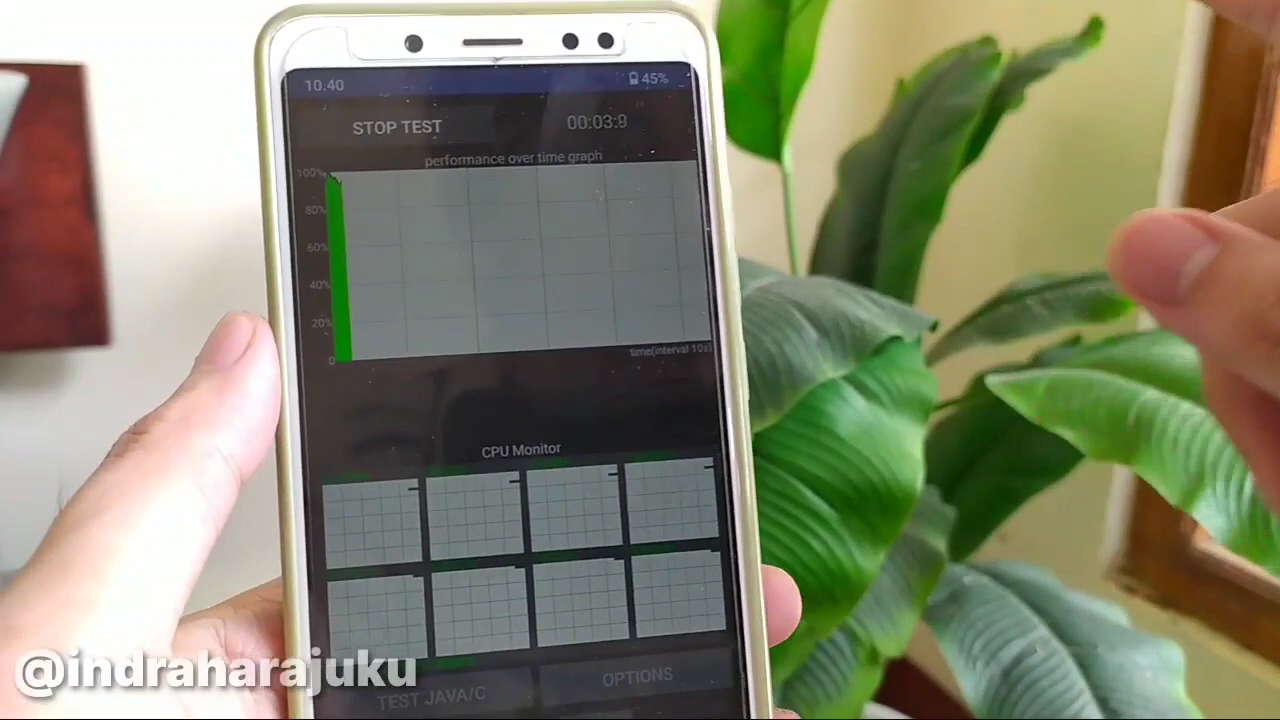 10.40 45%
STOP TEST 00:03:9
performance over time graph
100%
80%
60%
40%
20%
0
time(interval 10s)
CPU Monitor
TEST JAVA/C OPTIONS
@indraharajuku